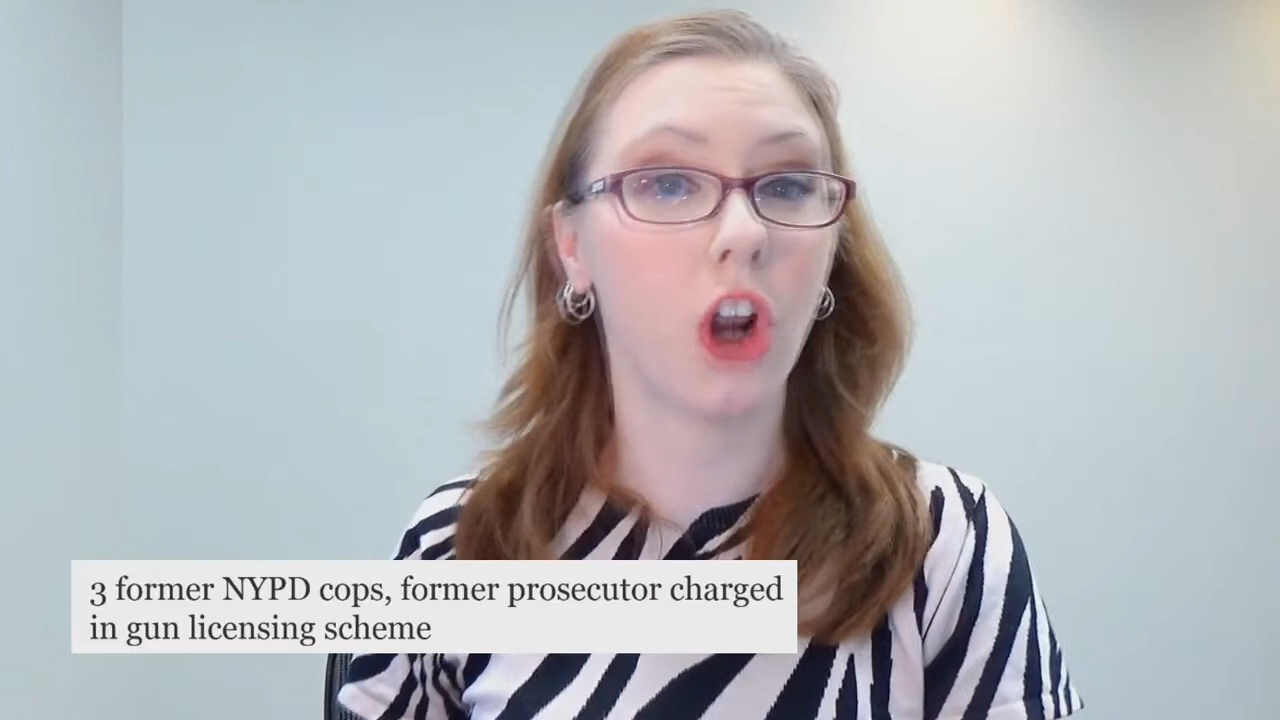 3 former NYPD cops, former prosecutor charged
in gun licensing scheme